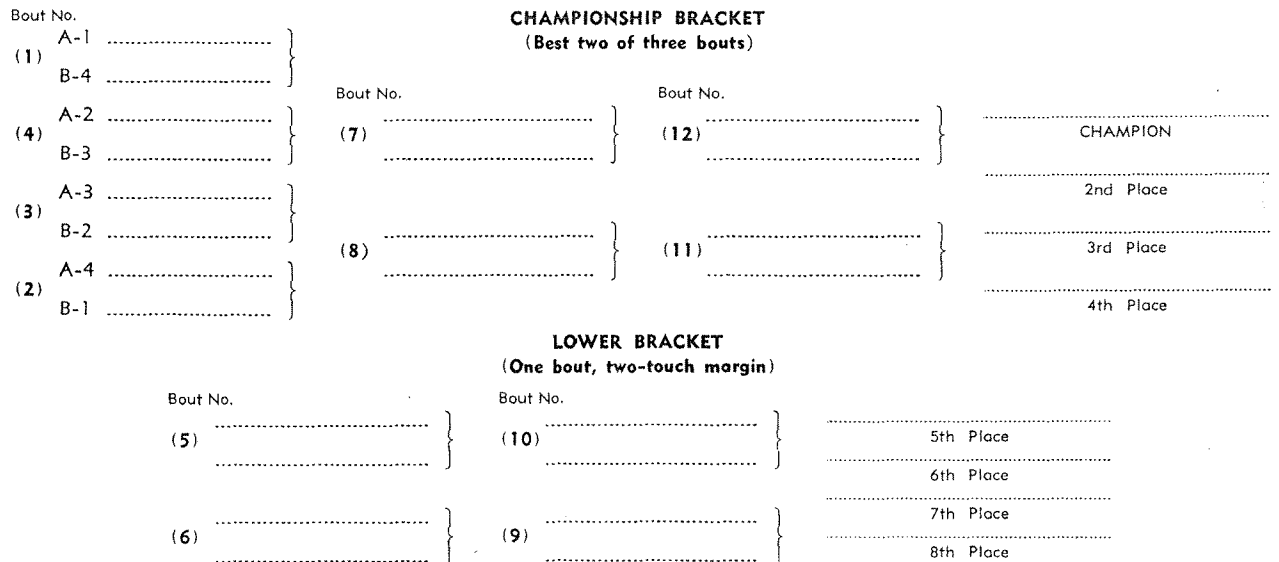 Bout No.
CHAMPIONSHIP BRACKET
(Best two of three bouts)
A-1
(1)
B-4
Bout No.
Bout No.
A-2
(4)
B-3
(7)
(12)
CHAMPION
2nd Place
A-3
(3)
B-2
(8)
(11)
3rd Place
A-4
(2)
B-1
4th Place
LOWER BRACKET
(One bout, two-touch margin)
Bout No.
Bout No.
(5)
(10)
5th Place
6th Place
(6)
(9)
7th Place
8th Place